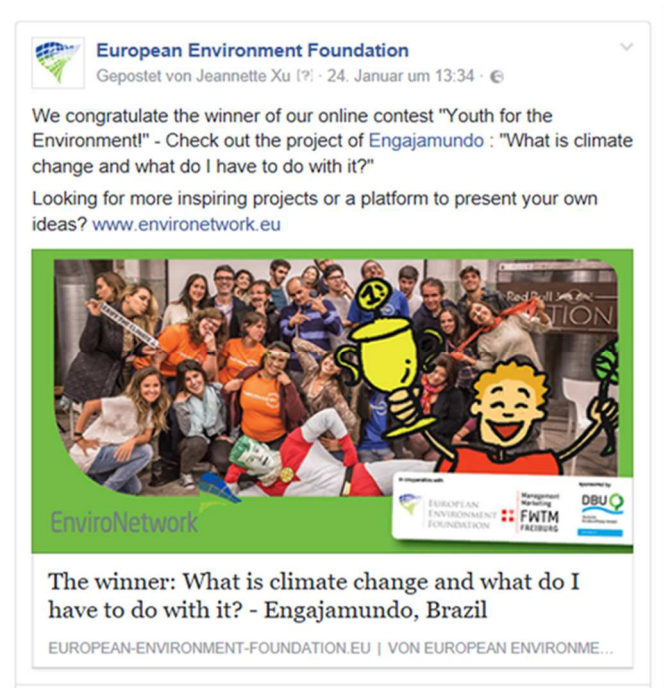 European Environment Foundation
Gepostet von Jeannette Xu [?] · 24. Januar um 13:34 ·
We congratulate the winner of our online contest "Youth for the
Environment!" - Check out the project of Engajamundo : "What is climate
change and what do I have to do with it?"
Looking for more inspiring projects or a platform to present your own
ideas? www.environetwork.eu
1.
Red Bull
TION
EnviroNetwork
In cooperation with
EUROPEAN
ENVIRONMENT
FOUNDATION
Management
Marketing
FWTM
FREIBURG
Sponsored by
DBU
The winner: What is climate change and what do I
have to do with it? - Engajamundo, Brazil
EUROPEAN-ENVIRONMENT-FOUNDATION.EU | VON EUROPEAN ENVIRONME...